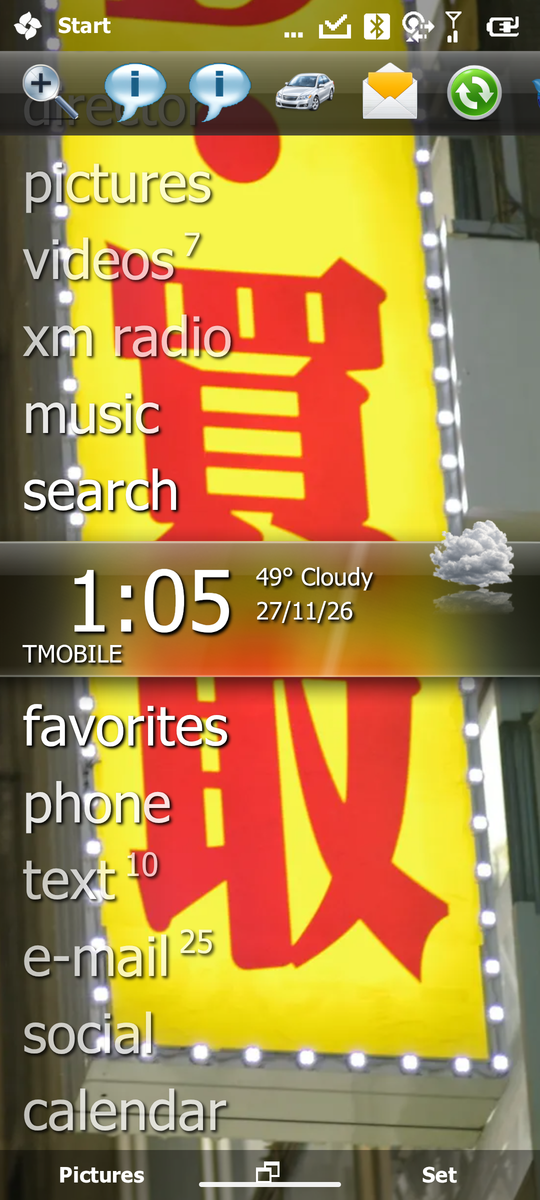 Start
director
pictures
videos 7
xm radio
music
search
買
1:05
49° Cloudy
27/11/26
TMOBILE
取
favorites
phone
text 10
e-mail 25
social
calendar
Pictures
Set